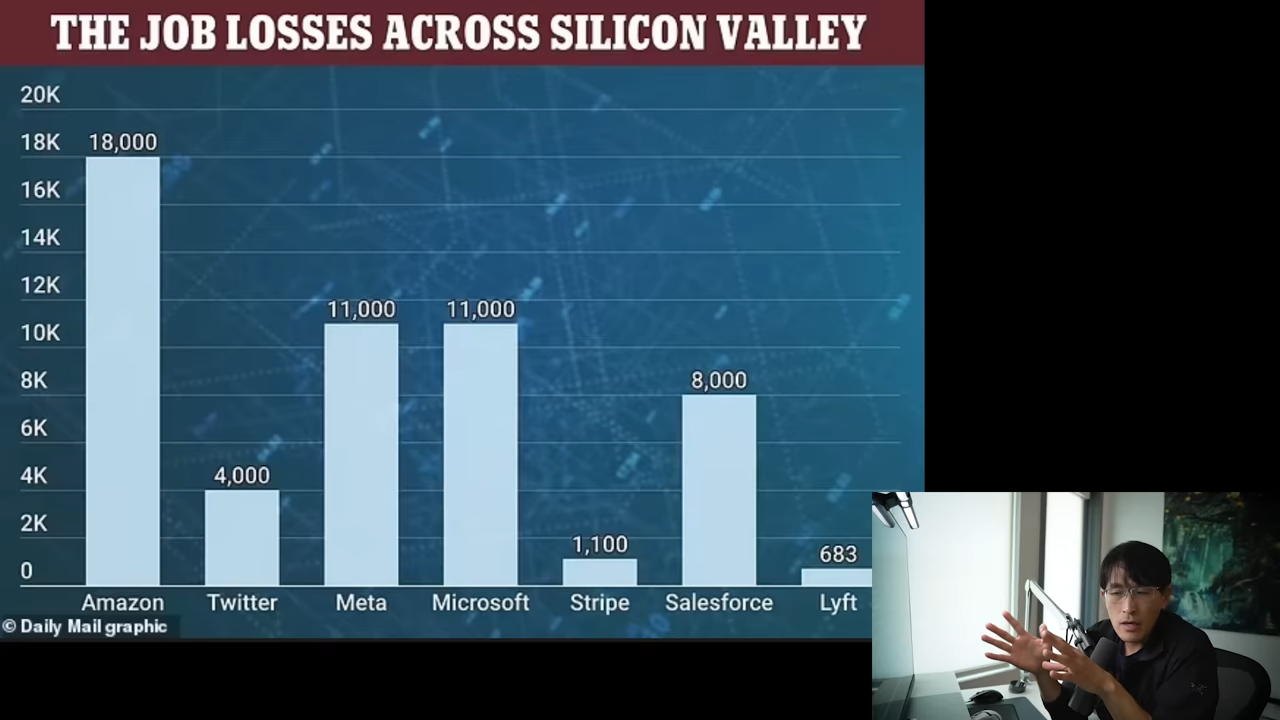 THE JOB LOSSES ACROSS SILICON VALLEY
20K
18K
18,000
16K
14K
12K
11,000
11,000
10K
8K
8,000
6K
4K
4,000
2K
1,100
683
0
Amazon
Twitter
Meta
Microsoft
Stripe
Salesforce
Lyft
© Daily Mail graphic